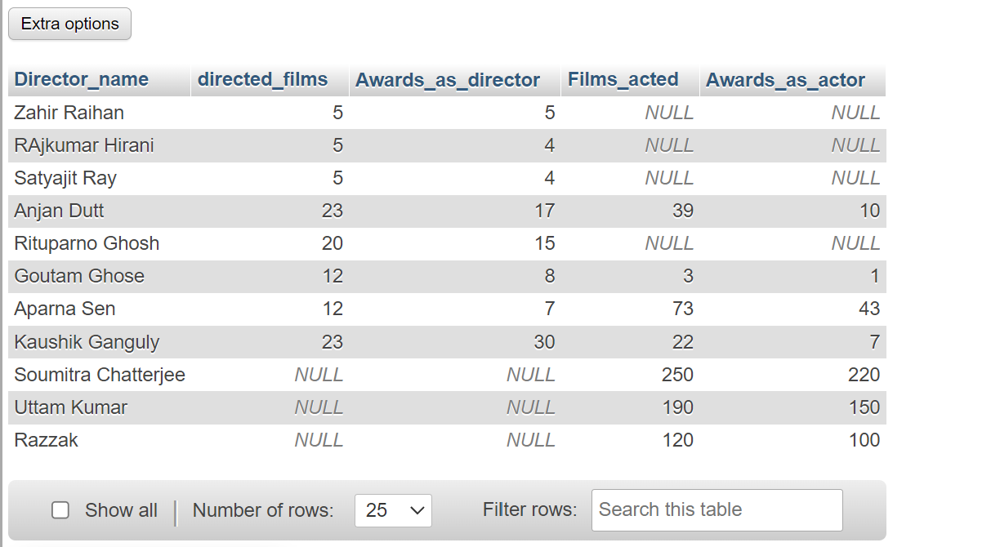 Extra options
Director_name directed_films Awards_as_director Films_acted Awards_as_actor
Zahir Raihan 5 5 NULL NULL
RAjkumar Hirani 5 4 NULL NULL
Satyajit Ray 5 4 NULL NULL
Anjan Dutt 23 17 39 10
Rituparno Ghosh 20 15 NULL NULL
Goutam Ghose 12 8 3 1
Aparna Sen 12 7 73 43
Kaushik Ganguly 23 30 22 7
Soumitra Chatterjee NULL NULL 250 220
Uttam Kumar NULL NULL 190 150
Razzak NULL NULL 120 100
Show all Number of rows: 25 Filter rows: Search this table